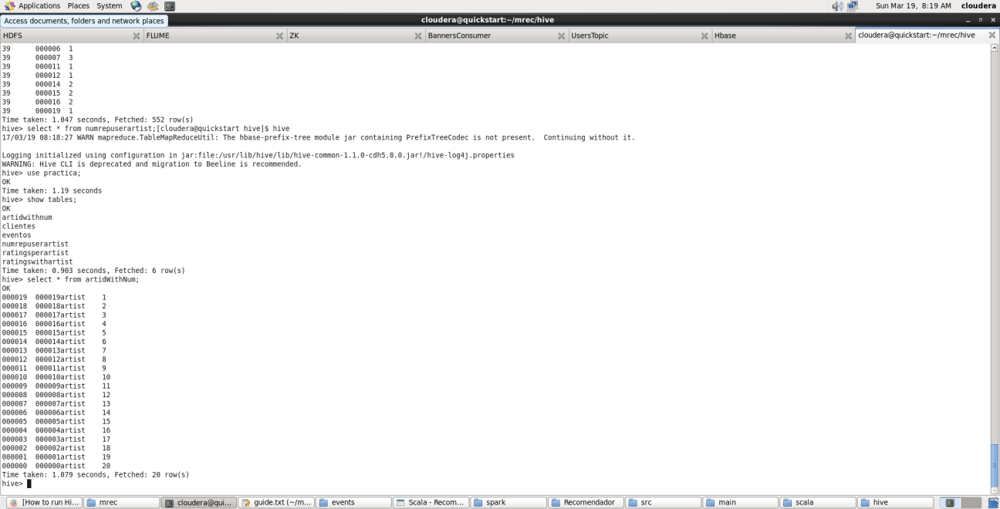 Applications Places System Sun Mar 19, 8:19 AM cloudera
Access documents, folders and network places cloudera@quickstart:~/mrec/hive
HDFS FLUME ZK BannersConsumer UsersTopic Hbase cloudera@quickstart:~/mrec/hive
39 000006 1
39 000007 3
39 000011 1
39 000012 1
39 000014 2
39 000015 2
39 000016 2
39 000019 1
Time taken: 1.047 seconds, Fetched: 552 row(s)
hive> select * from numrepuserartist;[cloudera@quickstart hive]$ hive
17/03/19 08:18:27 WARN mapreduce.TableMapReduceUtil: The hbase-prefix-tree module jar containing PrefixTreeCodec is not present.  Continuing without it.
Logging initialized using configuration in jar:file:/usr/lib/hive/lib/hive-common-1.1.0-cdh5.8.0.jar!/hive-log4j.properties
WARNING: Hive CLI is deprecated and migration to Beeline is recommended.
hive> use practica;
OK
Time taken: 1.19 seconds
hive> show tables;
OK
artidwithnum
clientes
eventos
numrepuserartist
ratingsperartist
ratingswithartist
Time taken: 0.903 seconds, Fetched: 6 row(s)
hive> select * from artidWithNum;
OK
000019 000019artist 1
000018 000018artist 2
000017 000017artist 3
000016 000016artist 4
000015 000015artist 5
000014 000014artist 6
000013 000013artist 7
000012 000012artist 8
000011 000011artist 9
000010 000010artist 10
000009 000009artist 11
000008 000008artist 12
000007 000007artist 13
000006 000006artist 14
000005 000005artist 15
000004 000004artist 16
000003 000003artist 17
000002 000002artist 18
000001 000001artist 19
000000 000000artist 20
Time taken: 1.079 seconds, Fetched: 20 row(s)
hive>
[How to run Hi... mrec cloudera@qui... guide.txt (~/m... events Scala - Recom... spark Recomendador src main scala hive